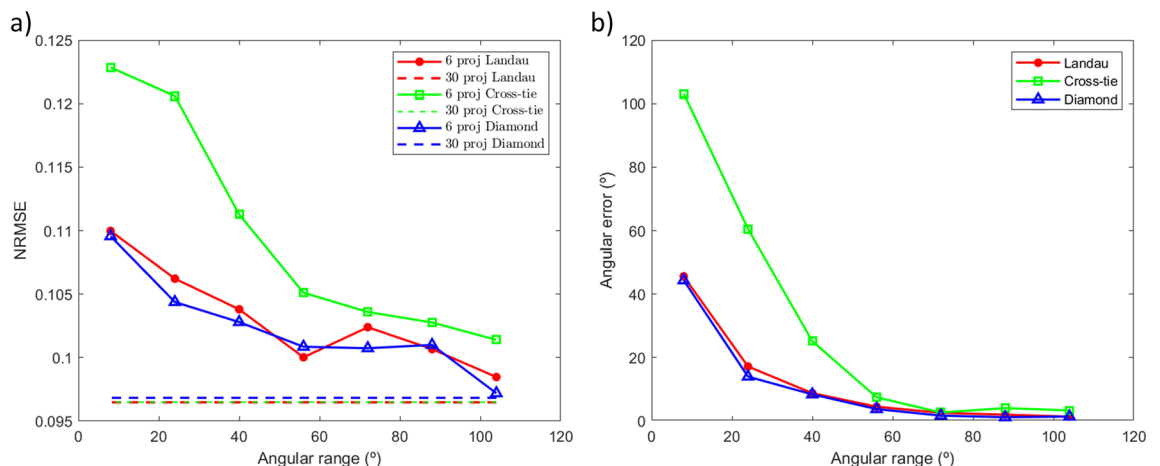 a)
0.125
0.12
0.115
0.11
0.105
0.1
0.095
NRMSE
0 20 40 60 80 100 120
Angular range (º)
6 proj Landau
30 proj Landau
6 proj Cross-tie
30 proj Cross-tie
6 proj Diamond
30 proj Diamond
b)
120
100
80
60
40
20
0
Angular error (º)
0 20 40 60 80 100 120
Angular range (º)
Landau
Cross-tie
Diamond